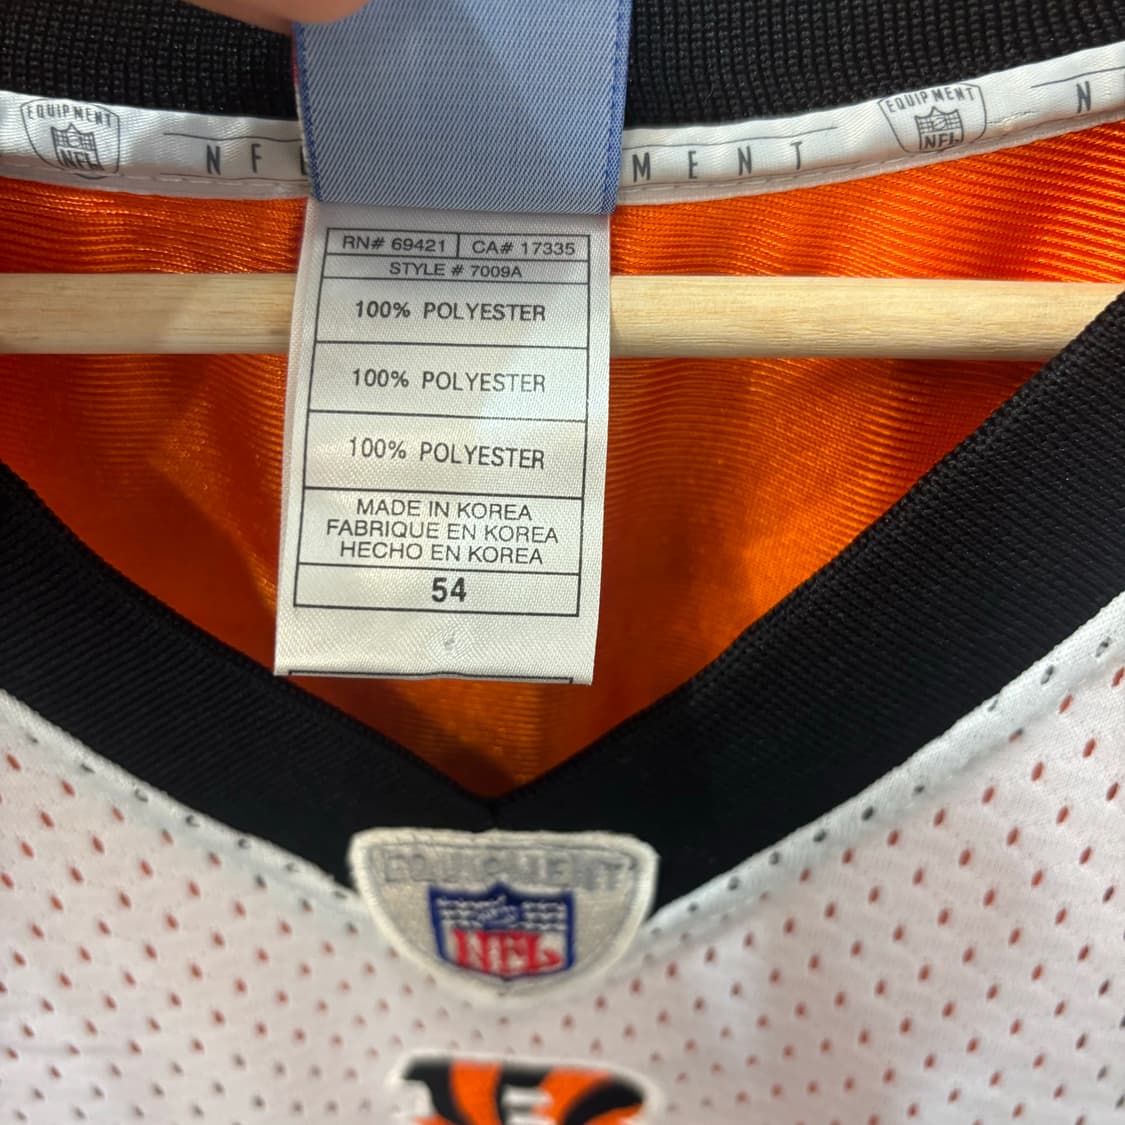 EQUIPMENT
NFL
N F L
M E N T
EQUIPMENT
NFL
N
RN# 69421 CA# 17335
STYLE # 7009A
100% POLYESTER
100% POLYESTER
100% POLYESTER
MADE IN KOREA
FABRIQUE EN KOREA
HECHO EN KOREA
54
EQUIPMENT
NFL